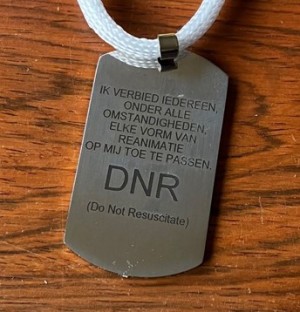 IK VERBIED IEDEREEN,
ONDER ALLE
OMSTANDIGHEDEN,
ELKE VORM VAN
REANIMATIE
OP MIJ TOE TE PASSEN.
DNR
(Do Not Resuscitate)